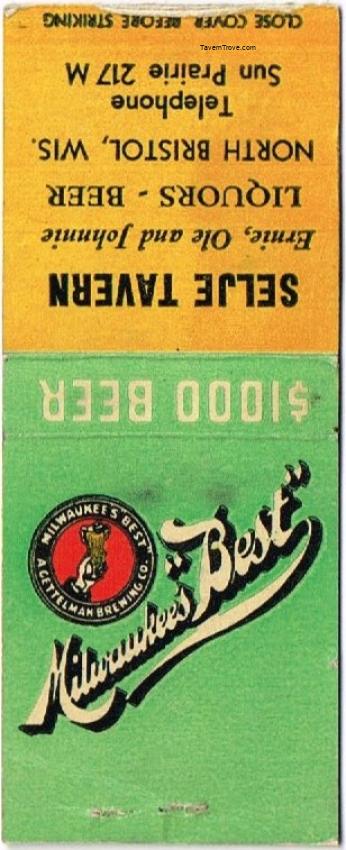 CLOSE COVER BEFORE STRIKING
TavernTrove.com
SELJE TAVERN
Ernie, Ole and Johnnie
LIQUORS - BEER
NORTH BRISTOL, WIS.
Telephone
Sun Prairie 217 M
$1000 BEER
"MILWAUKEE'S BEST"
A. GETTELMAN BREWING CO.
Milwaukee's "Best"